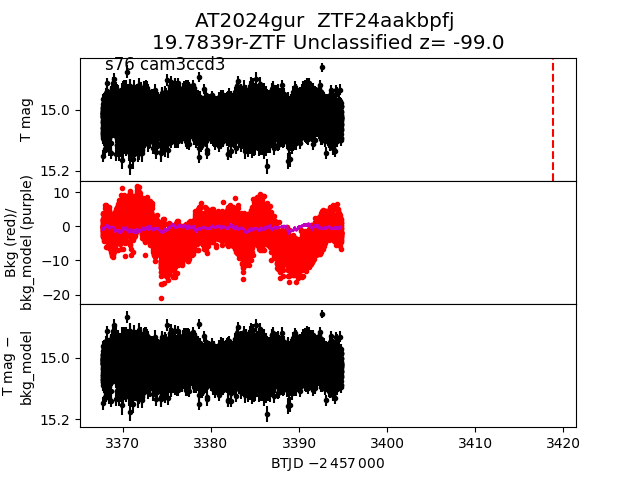 AT2024gur  ZTF24aakbpfj
19.7839r-ZTF Unclassified z= -99.0
s76 cam3ccd3
T mag
15.0
15.2
Bkg (red)/
bkg_model (purple)
10
0
−10
−20
T mag −
bkg_model
15.0
15.2
3370 3380 3390 3400 3410 3420
BTJD −2 457 000